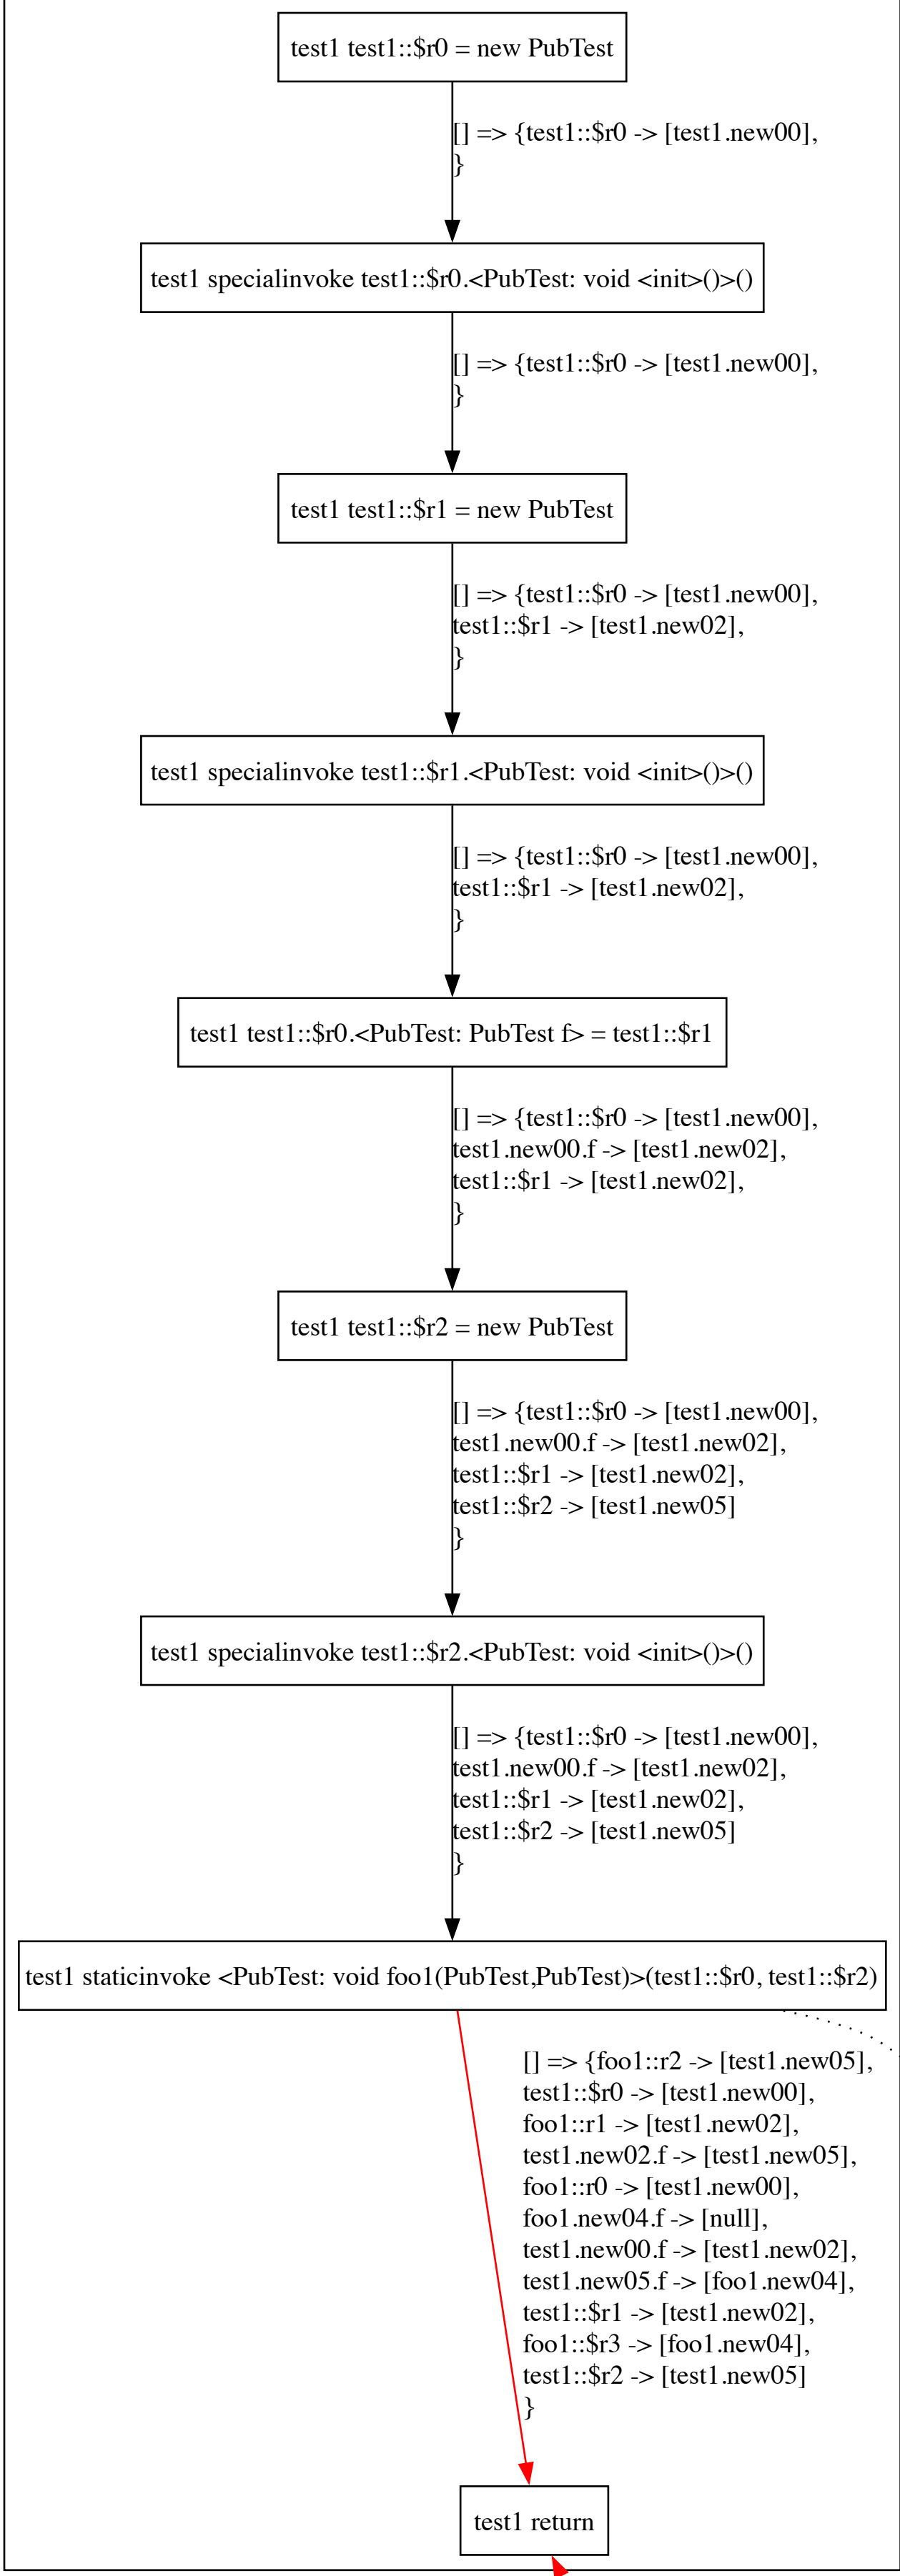 test1 test1::$r0 = new PubTest
[] => {test1::$r0 -> [test1.new00],
}
test1 specialinvoke test1::$r0.<PubTest: void <init>()>()
[] => {test1::$r0 -> [test1.new00],
}
test1 test1::$r1 = new PubTest
[] => {test1::$r0 -> [test1.new00],
test1::$r1 -> [test1.new02],
}
test1 specialinvoke test1::$r1.<PubTest: void <init>()>()
[] => {test1::$r0 -> [test1.new00],
test1::$r1 -> [test1.new02],
}
test1 test1::$r0.<PubTest: PubTest f> = test1::$r1
[] => {test1::$r0 -> [test1.new00],
test1.new00.f -> [test1.new02],
test1::$r1 -> [test1.new02],
}
test1 test1::$r2 = new PubTest
[] => {test1::$r0 -> [test1.new00],
test1.new00.f -> [test1.new02],
test1::$r1 -> [test1.new02],
test1::$r2 -> [test1.new05]
}
test1 specialinvoke test1::$r2.<PubTest: void <init>()>()
[] => {test1::$r0 -> [test1.new00],
test1.new00.f -> [test1.new02],
test1::$r1 -> [test1.new02],
test1::$r2 -> [test1.new05]
}
test1 staticinvoke <PubTest: void foo1(PubTest,PubTest)>(test1::$r0, test1::$r2)
[] => {foo1::r2 -> [test1.new05],
test1::$r0 -> [test1.new00],
foo1::r1 -> [test1.new02],
test1.new02.f -> [test1.new05],
foo1::r0 -> [test1.new00],
foo1.new04.f -> [null],
test1.new00.f -> [test1.new02],
test1.new05.f -> [foo1.new04],
test1::$r1 -> [test1.new02],
foo1::$r3 -> [foo1.new04],
test1::$r2 -> [test1.new05]
}
test1 return